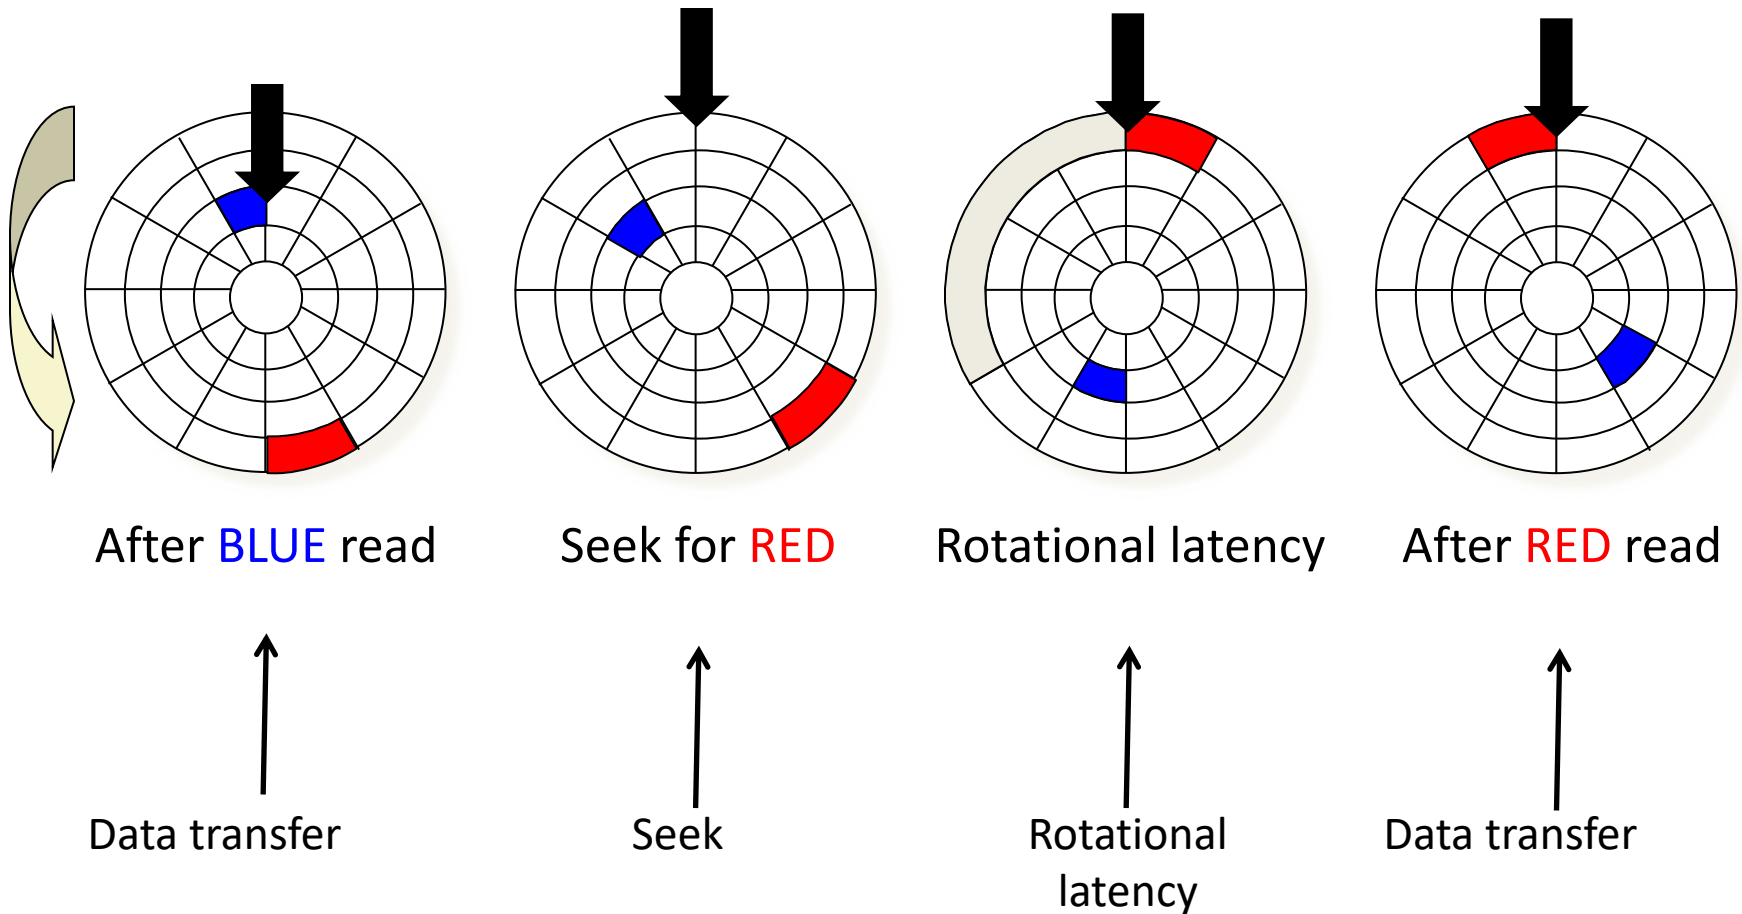 After BLUE read
Seek for RED
Rotational latency
After RED read
Data transfer
Seek
Rotational
latency
Data transfer